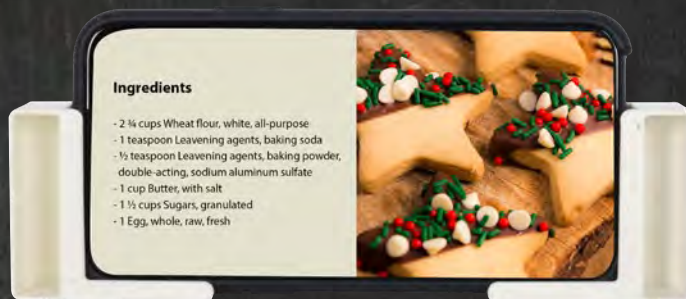 Ingredients
- 2 ¾ cups Wheat flour, white, all-purpose
- 1 teaspoon Leavening agents, baking soda
- ½ teaspoon Leavening agents, baking powder,
double-acting, sodium aluminum sulfate
- 1 cup Butter, with salt
- 1 ½ cups Sugars, granulated
- 1 Egg, whole, raw, fresh